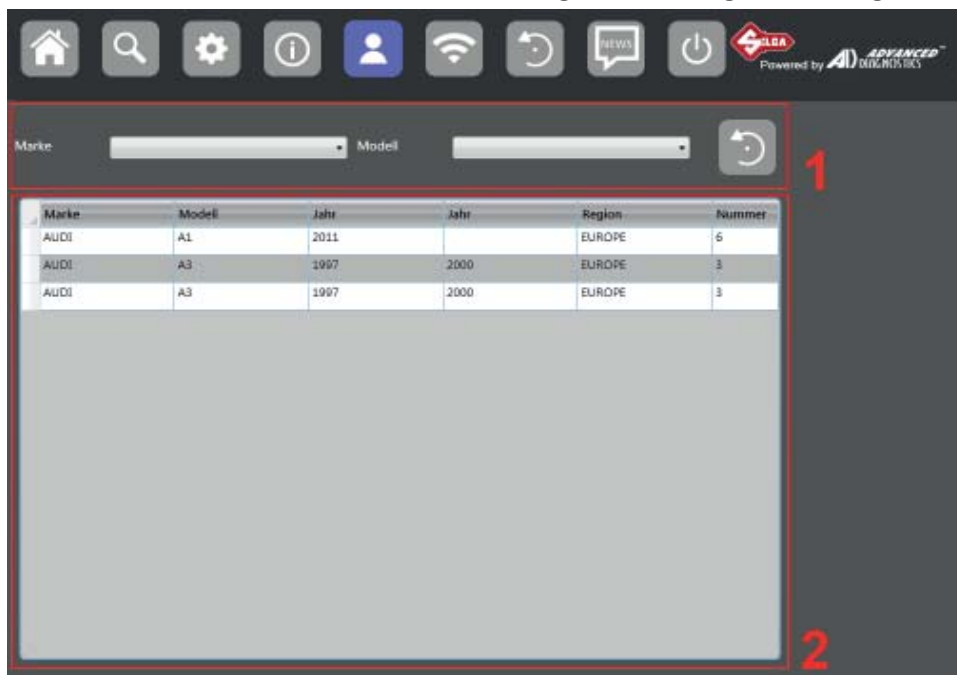 NEWS
SILCA
Powered by AD ADVANCED
DIAGNOSTICS
Marke Modell
1
Marke Modell Jahr Jahr Region Nummer
AUDI A1 2011 EUROPE 6
AUDI A3 1997 2000 EUROPE 3
AUDI A3 1997 2000 EUROPE 3
2